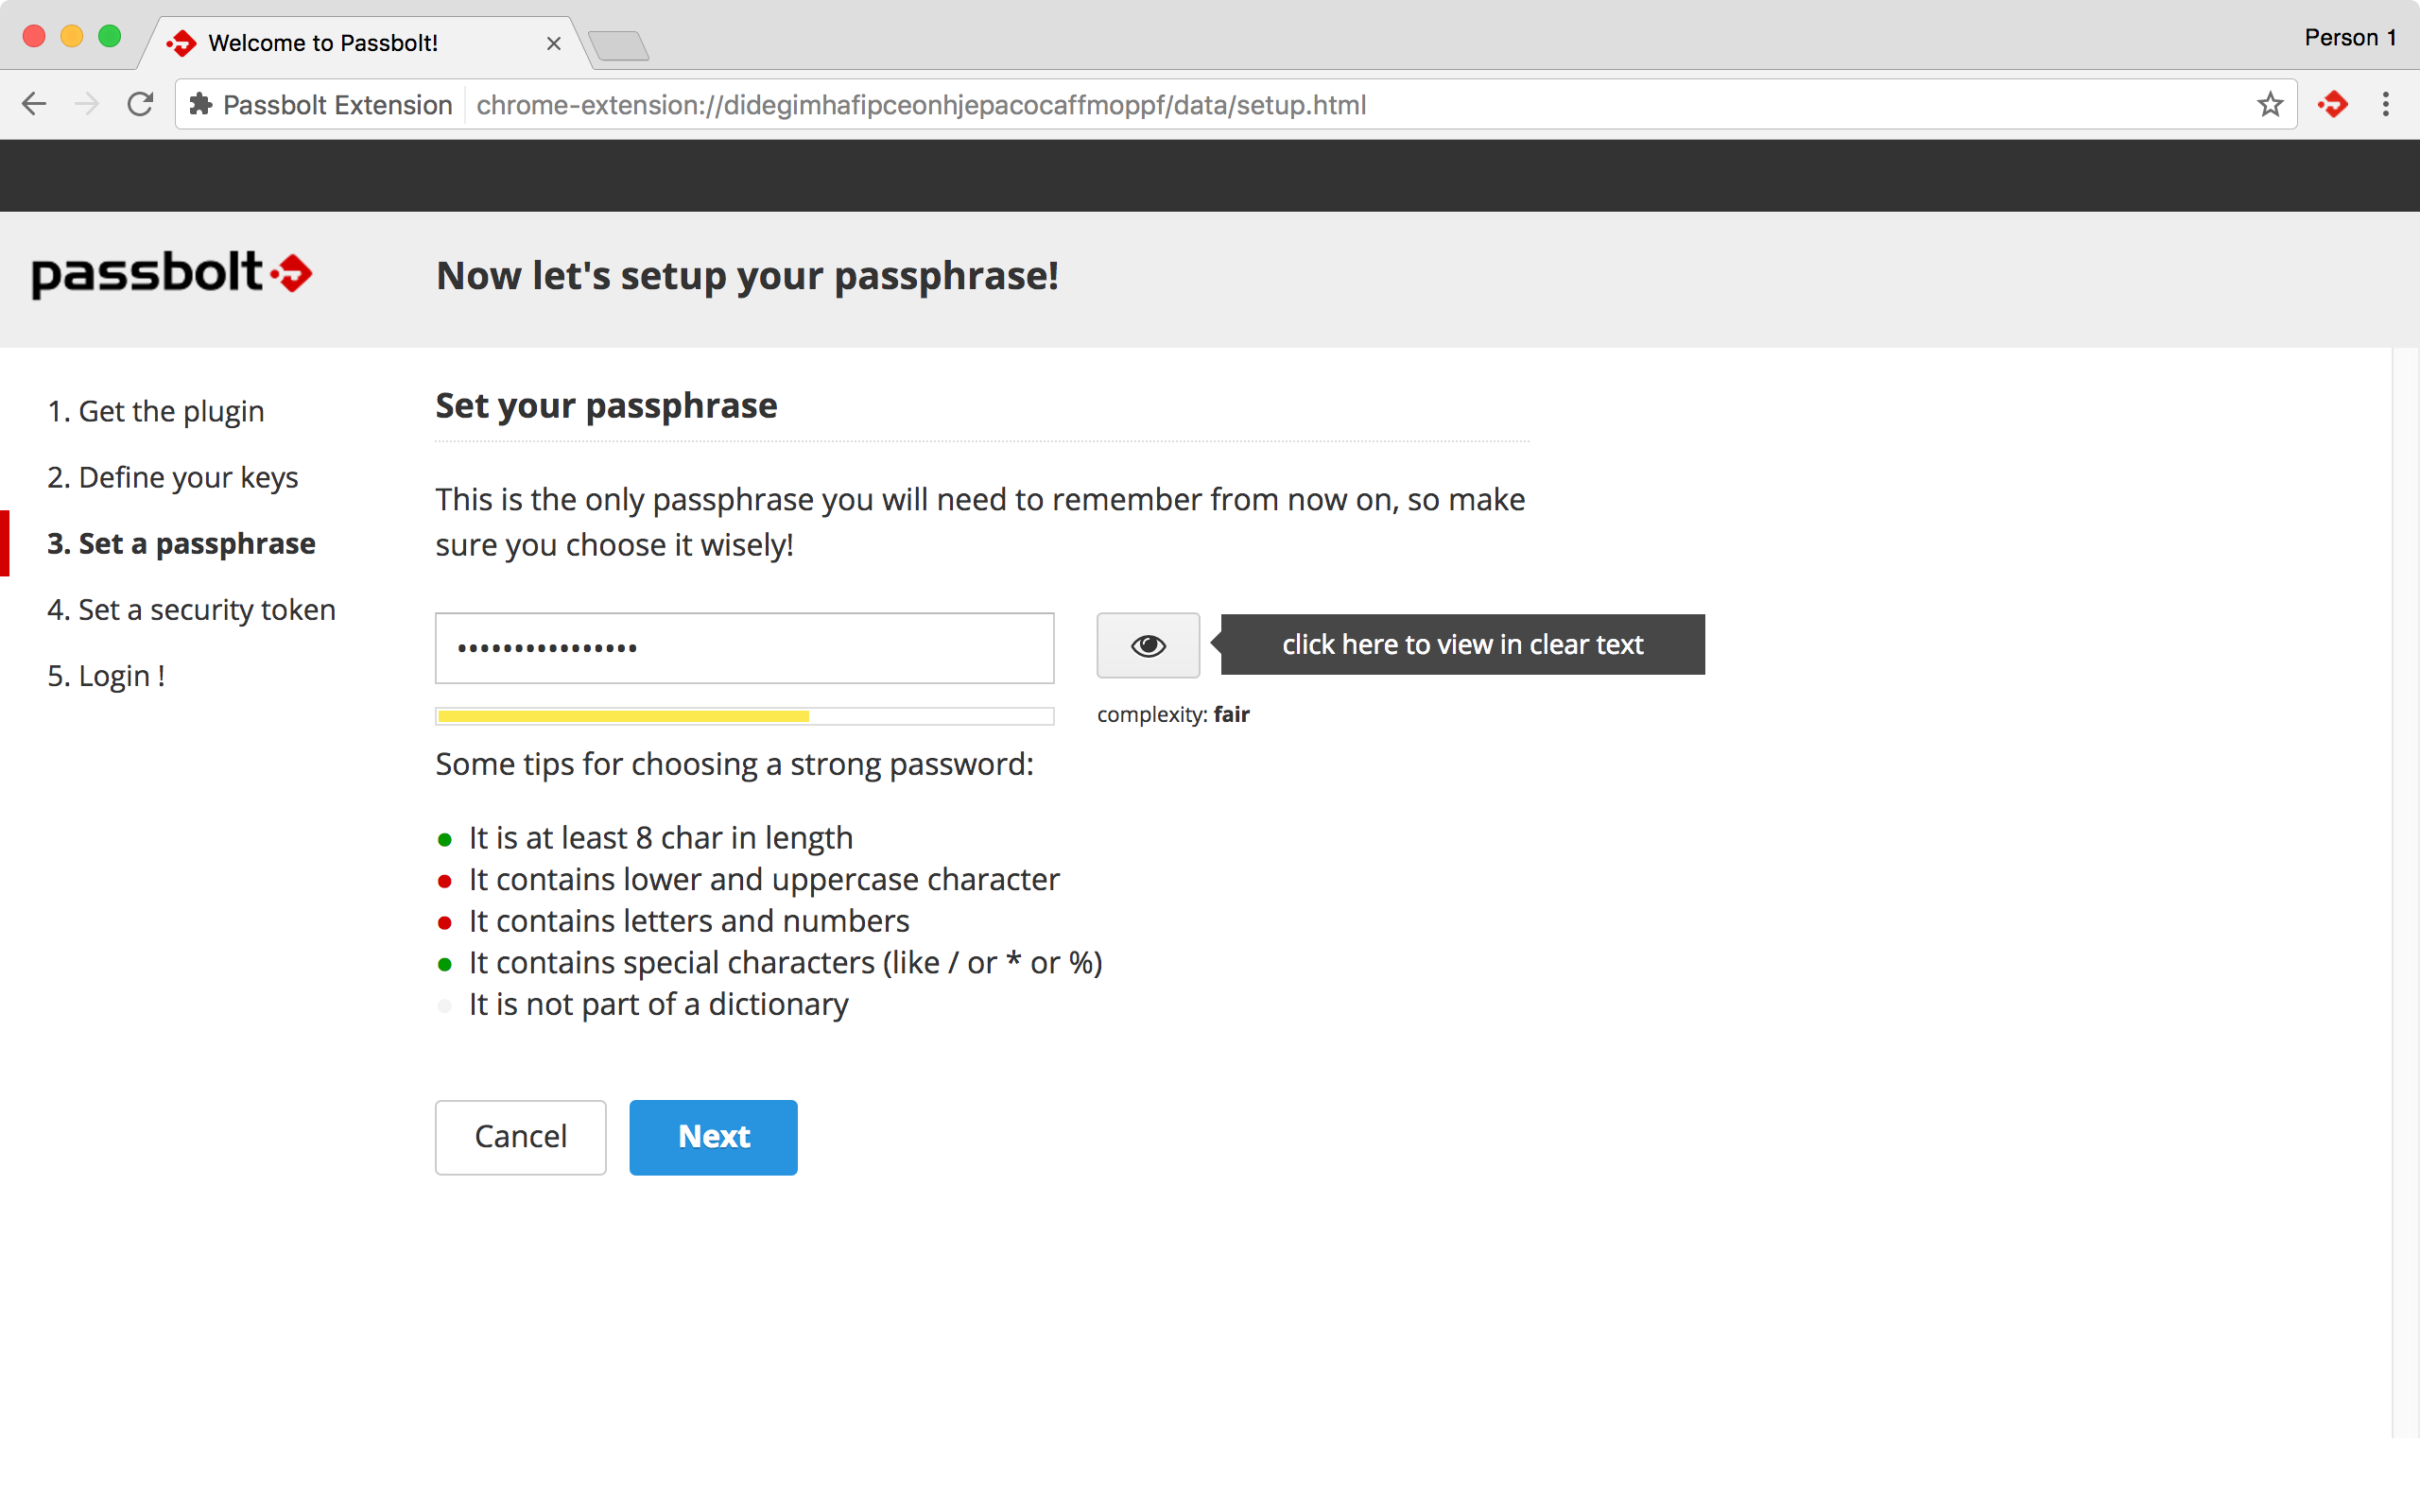 Welcome to Passbolt!
Person 1
Passbolt Extension chrome-extension://didegimhafipceonhjepacocaffmoppf/data/setup.html
passbolt
Now let's setup your passphrase!
1. Get the plugin
2. Define your keys
3. Set a passphrase
4. Set a security token
5. Login !
Set your passphrase
This is the only passphrase you will need to remember from now on, so make
sure you choose it wisely!
click here to view in clear text
complexity: fair
Some tips for choosing a strong password:
It is at least 8 char in length
It contains lower and uppercase character
It contains letters and numbers
It contains special characters (like / or * or %)
It is not part of a dictionary
Cancel
Next